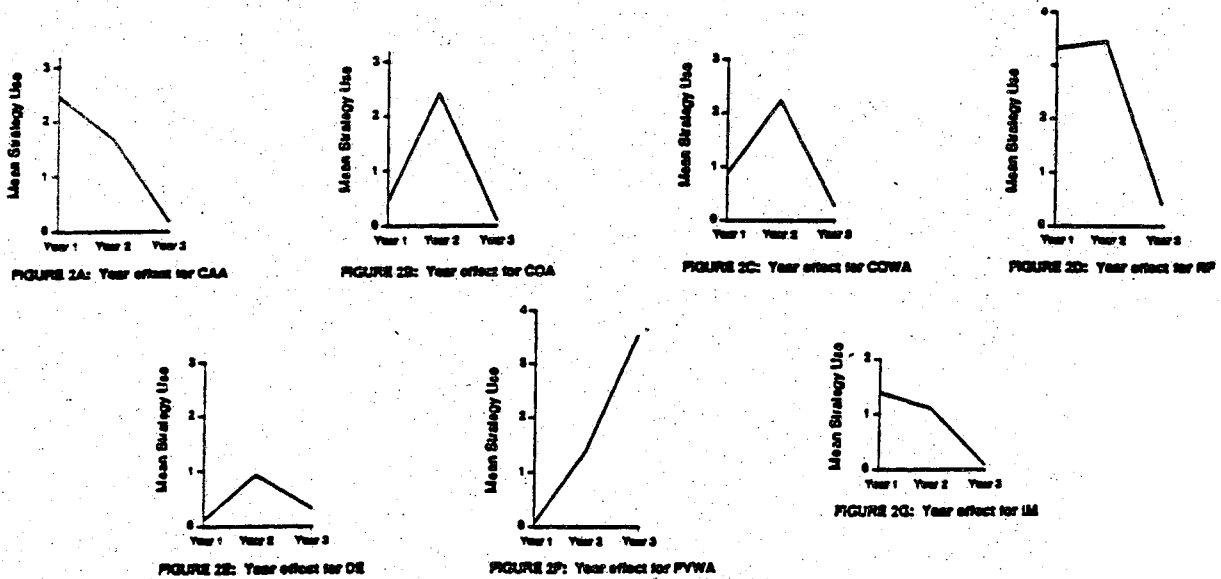 Mean Strategy Use
3
2
1
0
Year 1 Year 2 Year 3
FIGURE 2A: Year effect for CAA
Mean Strategy Use
3
2
1
0
Year 1 Year 2 Year 3
FIGURE 2B: Year effect for COA
Mean Strategy Use
3
2
1
0
Year 1 Year 2 Year 3
FIGURE 2C: Year effect for COWA
Mean Strategy Use
4
2
1
0
Year 1 Year 2 Year 3
FIGURE 2D: Year effect for RF
Mean Strategy Use
3
2
1
0
Year 1 Year 2 Year 3
FIGURE 2E: Year effect for DE
Mean Strategy Use
4
3
2
1
0
Year 1 Year 2 Year 3
FIGURE 2F: Year effect for
Mean Strategy Use
2
1
0
Year 1 Year 2 Year 3
FIGURE 2G: Year effect for IM